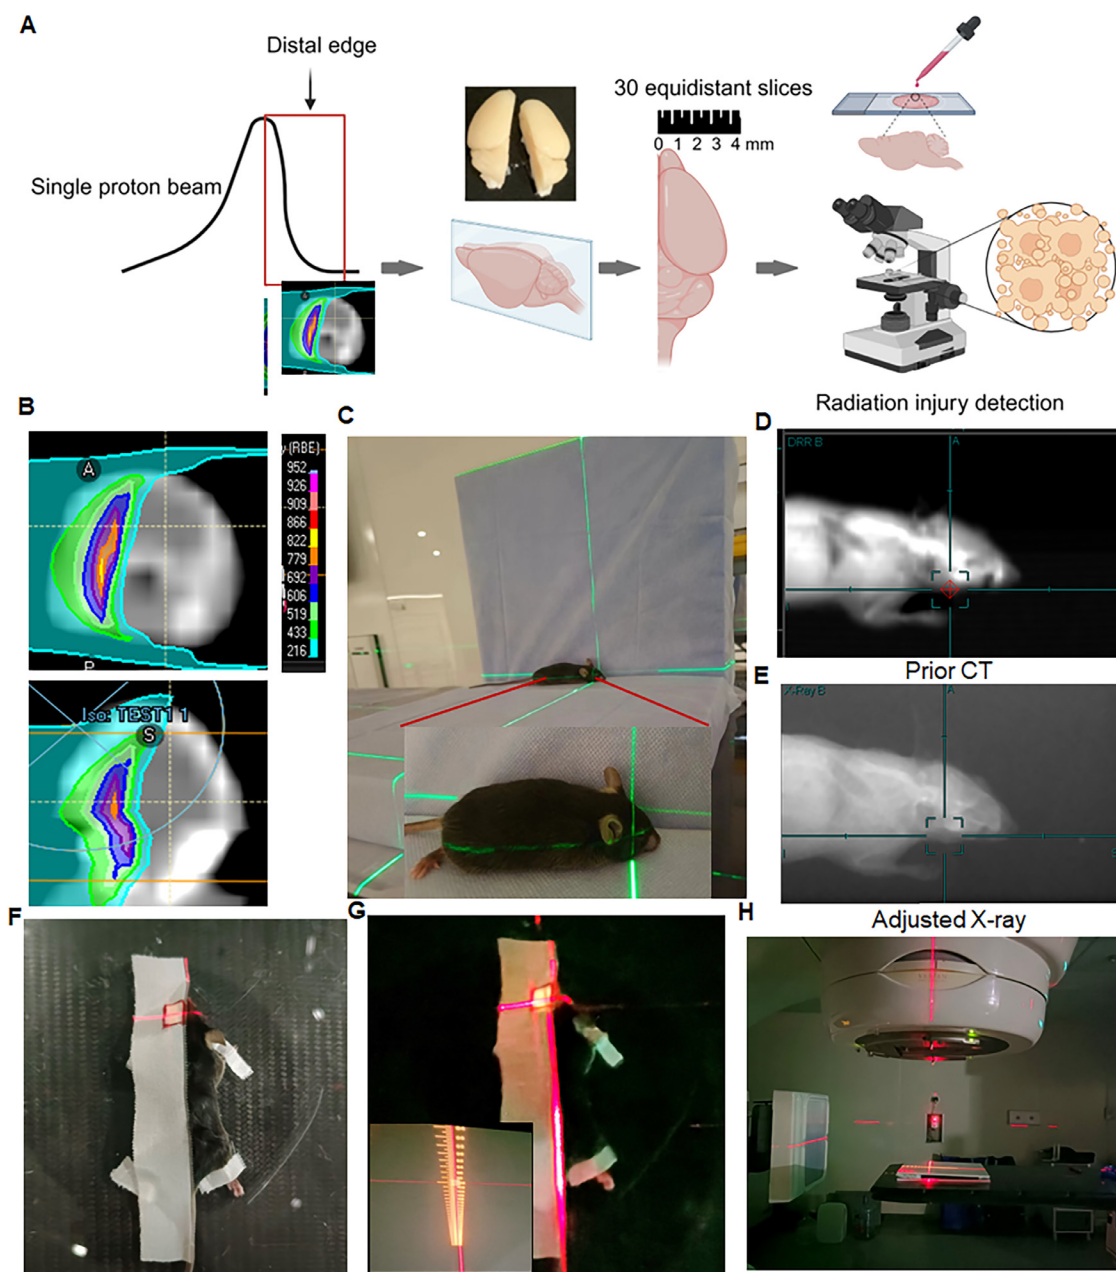 A
Distal edge
30 equidistant slices
0 1 2 3 4 mm
Single proton beam
Radiation injury detection
B
A
P
y (RBE)
952
926
909
866
822
779
692
606
519
433
216
Iso: TEST1 1
S
C
D
DRR B
A
Prior CT
E
X-Ray B
A
Adjusted X-ray
F
G
H